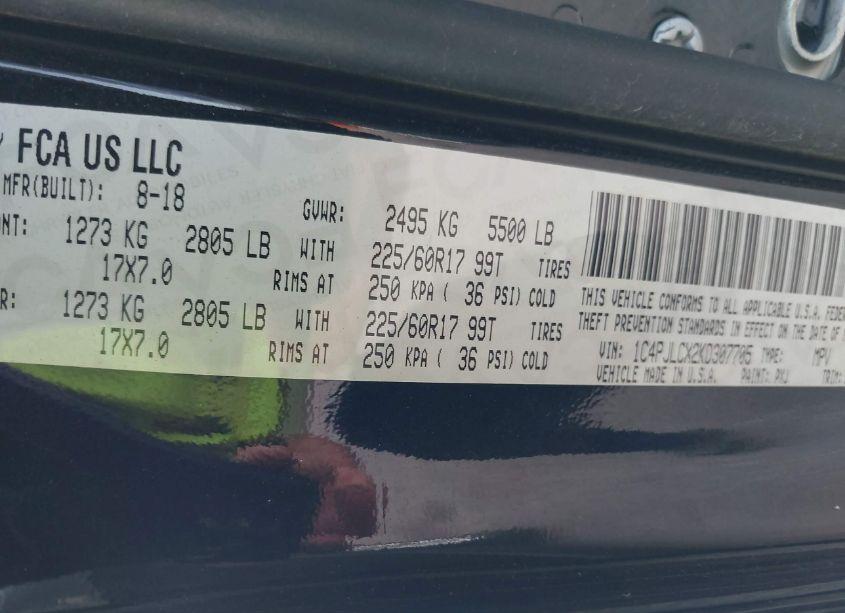 FCA US LLC
MFR(BUILT): 8-18 GVWR: 2495 KG 5500 LB
NT: 1273 KG 2805 LB WITH 225/60R17 99T TIRES
17X7.0 RIMS AT 250 KPA ( 36 PSI) COLD
R: 1273 KG 2805 LB WITH 225/60R17 99T TIRES
17X7.0 RIMS AT 250 KPA ( 36 PSI) COLD
THIS VEHICLE CONFORMS TO ALL APPLICABLE U.S.A. FEDER
THEFT PREVENTION STANDARDS IN EFFECT ON THE DATE OF
VIN: 1C4PJLCX2KD307705 TYPE: MPV
VEHICLE MADE IN U.S.A. PAINT: PXJ TRIM: